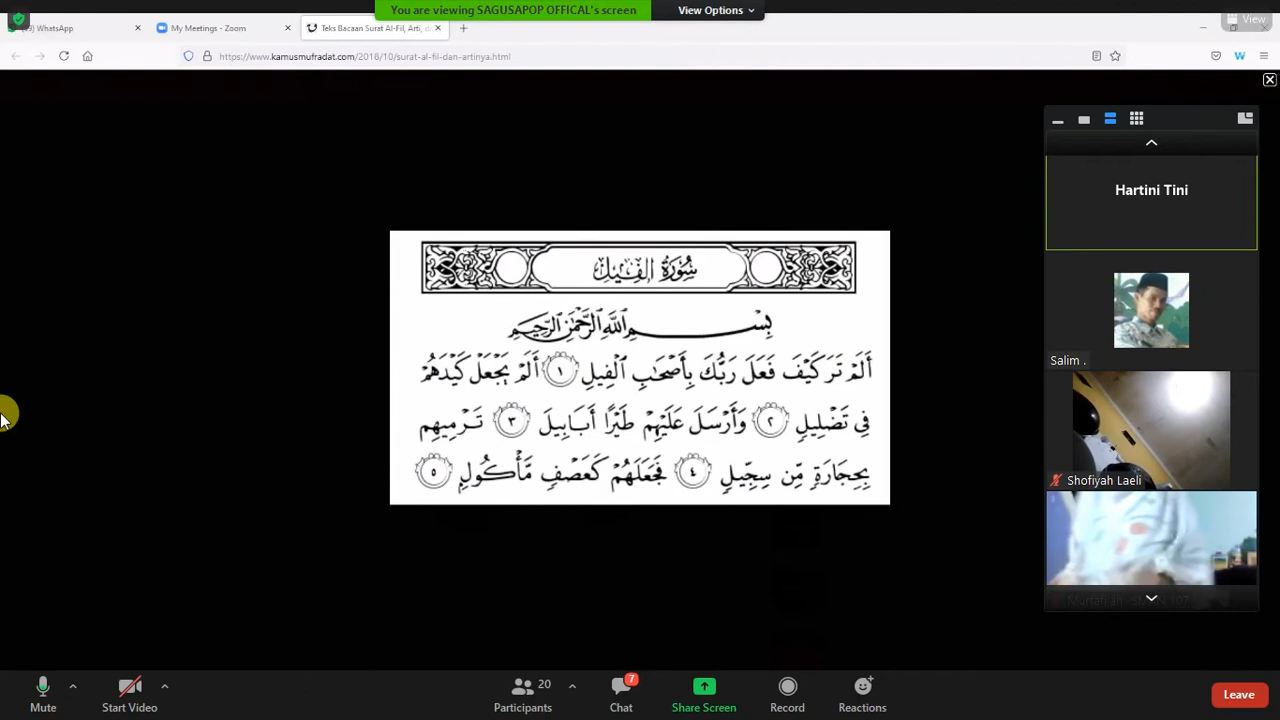 You are viewing SAGUSAPOP OFFICAL's screen
View Options
View
WhatsApp
My Meetings - Zoom
Teks Bacaan Surat Al-Fil, Arti, d
https://www.kamusmufradat.com/2018/10/surat-al-fil-dan-artinya.html
سُورَةُ الفِيلِ
بِسْمِ اللَّهِ الرَّحْمَٰنِ الرَّحِيمِ
أَلَمْ تَرَ كَيْفَ فَعَلَ رَبُّكَ بِأَصْحَٰبِ ٱلْفِيلِ ١ أَلَمْ يَجْعَلْ كَيْدَهُمْ
فِي تَضْلِيلٍ ٢ وَأَرْسَلَ عَلَيْهِمْ طَيْرًا أَبَابِيلَ ٣ تَرْمِيهِم
بِحِجَارَةٍ مِّن سِجِّيلٍ ٤ فَجَعَلَهُمْ كَعَصْفٍ مَّأْكُولٍ ٥
Hartini Tini
Salim .
Shofiyah Laeli
Mute
Start Video
20
Participants
7
Chat
Share Screen
Record
Reactions
Leave